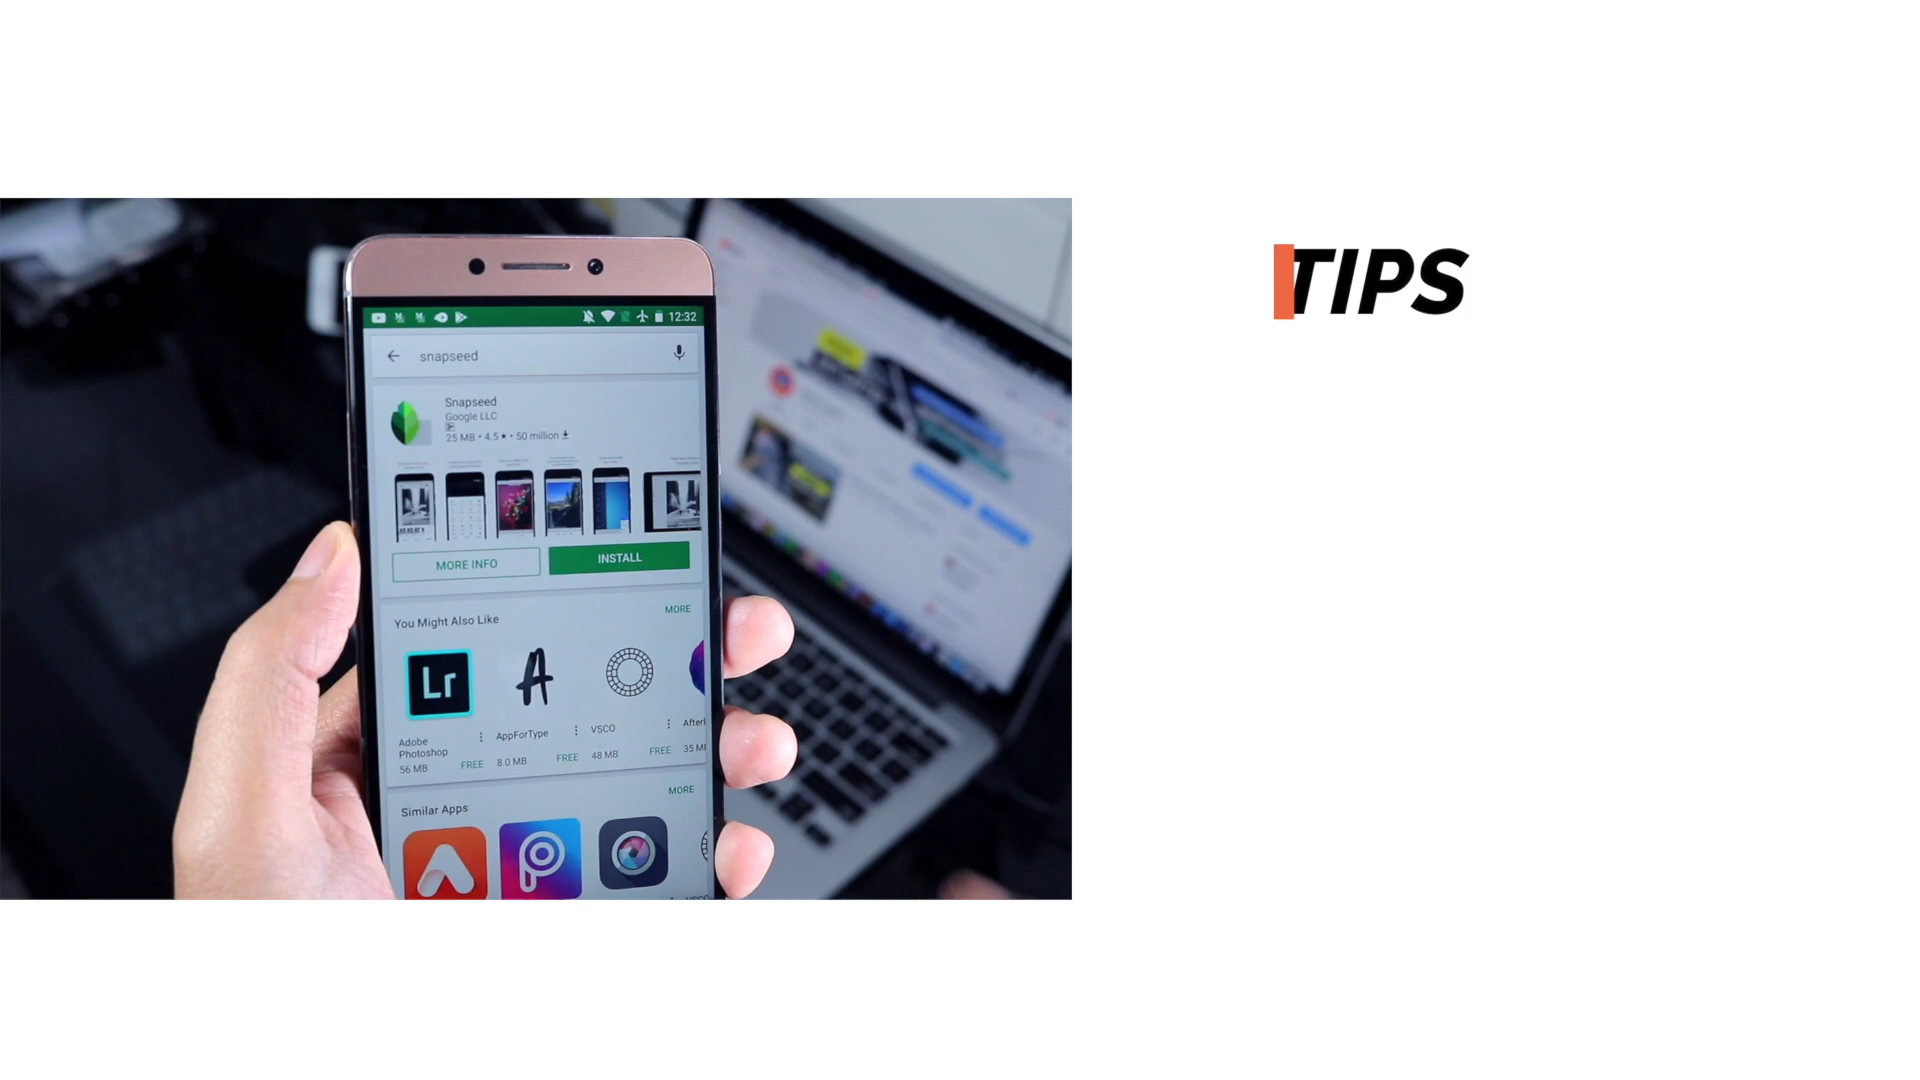 TIPS
12:32
snapseed
Snapseed
Google LLC
25 MB • 4.5★ • 50 million
MORE INFO
INSTALL
You Might Also Like
MORE
Lr
A
Adobe
Photoshop
56 MB
FREE
AppForType
8.0 MB
FREE
VSCO
48 MB
FREE
Afterl
35 M
Similar Apps
MORE